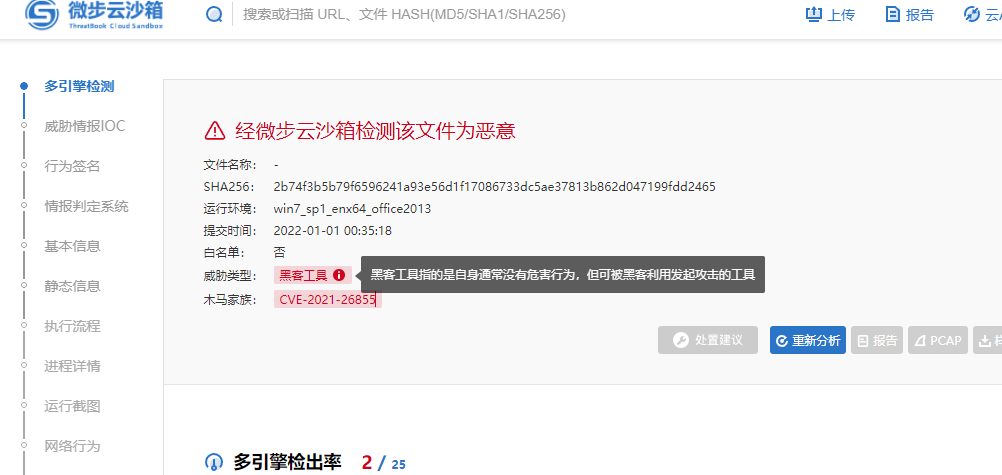 微步云沙箱
ThreatBook Cloud Sandbox
搜索或扫描 URL、文件 HASH(MD5/SHA1/SHA256)
上传
报告
多引擎检测
威胁情报IOC
行为签名
情报判定系统
基本信息
静态信息
执行流程
进程详情
运行截图
网络行为
经微步云沙箱检测该文件为恶意
文件名称： -
SHA256： 2b74f3b5b79f6596241a93e56d1f17086733dc5ae37813b862d047199fdd2465
运行环境： win7_sp1_enx64_office2013
提交时间： 2022-01-01 00:35:18
白名单： 否
威胁类型： 黑客工具
黑客工具指的是自身通常没有危害行为，但可被黑客利用发起攻击的工具
木马家族： CVE-2021-26855
处置建议
重新分析
报告
PCAP
多引擎检出率 2 / 25